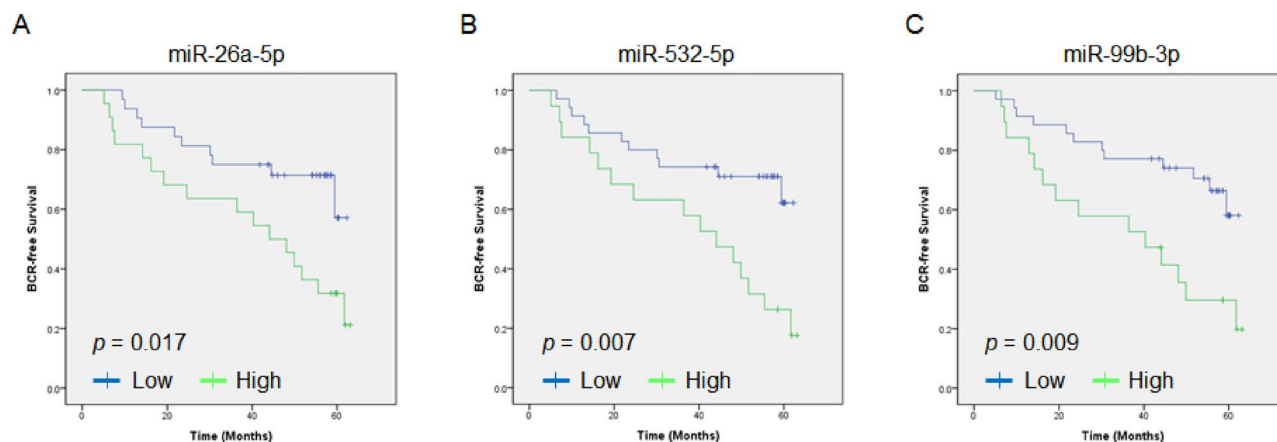 A
miR-26a-5p
BCR-free Survival
1.0
0.8
0.6
0.4
0.2
0.0
p = 0.017
Low High
0 20 40 60
Time (Months)
B
miR-532-5p
BCR-free Survival
1.0
0.8
0.6
0.4
0.2
0.0
p = 0.007
Low High
0 20 40 60
Time (Months)
C
miR-99b-3p
BCR-free Survival
1.0
0.8
0.6
0.4
0.2
0.0
p = 0.009
Low High
0 20 40 60
Time (Months)